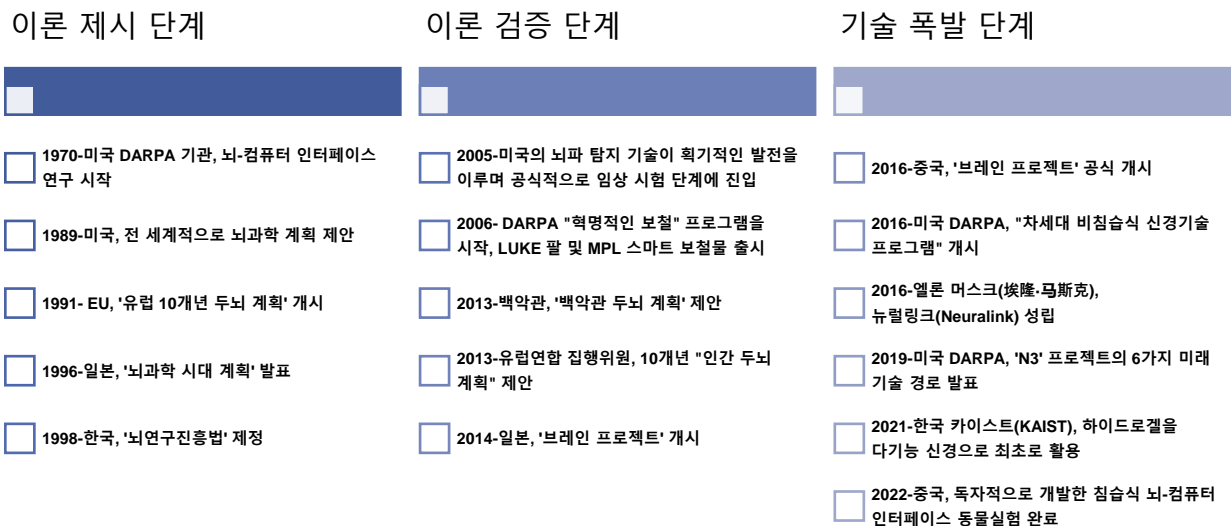 이론 제시 단계
1970-미국 DARPA 기관, 뇌-컴퓨터 인터페이스
연구 시작
1989-미국, 전 세계적으로 뇌과학 계획 제안
1991- EU, '유럽 10개년 두뇌 계획' 개시
1996-일본, '뇌과학 시대 계획' 발표
1998-한국, '뇌연구진흥법' 제정
이론 검증 단계
2005-미국의 뇌파 탐지 기술이 획기적인 발전을
이루며 공식적으로 임상 시험 단계에 진입
2006- DARPA "혁명적인 보철" 프로그램을
시작, LUKE 팔 및 MPL 스마트 보철물 출시
2013-백악관, '백악관 두뇌 계획' 제안
2013-유럽연합 집행위원, 10개년 "인간 두뇌
계획" 제안
2014-일본, '브레인 프로젝트' 개시
기술 폭발 단계
2016-중국, '브레인 프로젝트' 공식 개시
2016-미국 DARPA, "차세대 비침습식 신경기술
프로그램" 개시
2016-엘론 머스크(埃隆·马斯克),
뉴럴링크(Neuralink) 성립
2019-미국 DARPA, 'N3' 프로젝트의 6가지 미래
기술 경로 발표
2021-한국 카이스트(KAIST), 하이드로겔을
다기능 신경으로 최초로 활용
2022-중국, 독자적으로 개발한 침습식 뇌-컴퓨터
인터페이스 동물실험 완료